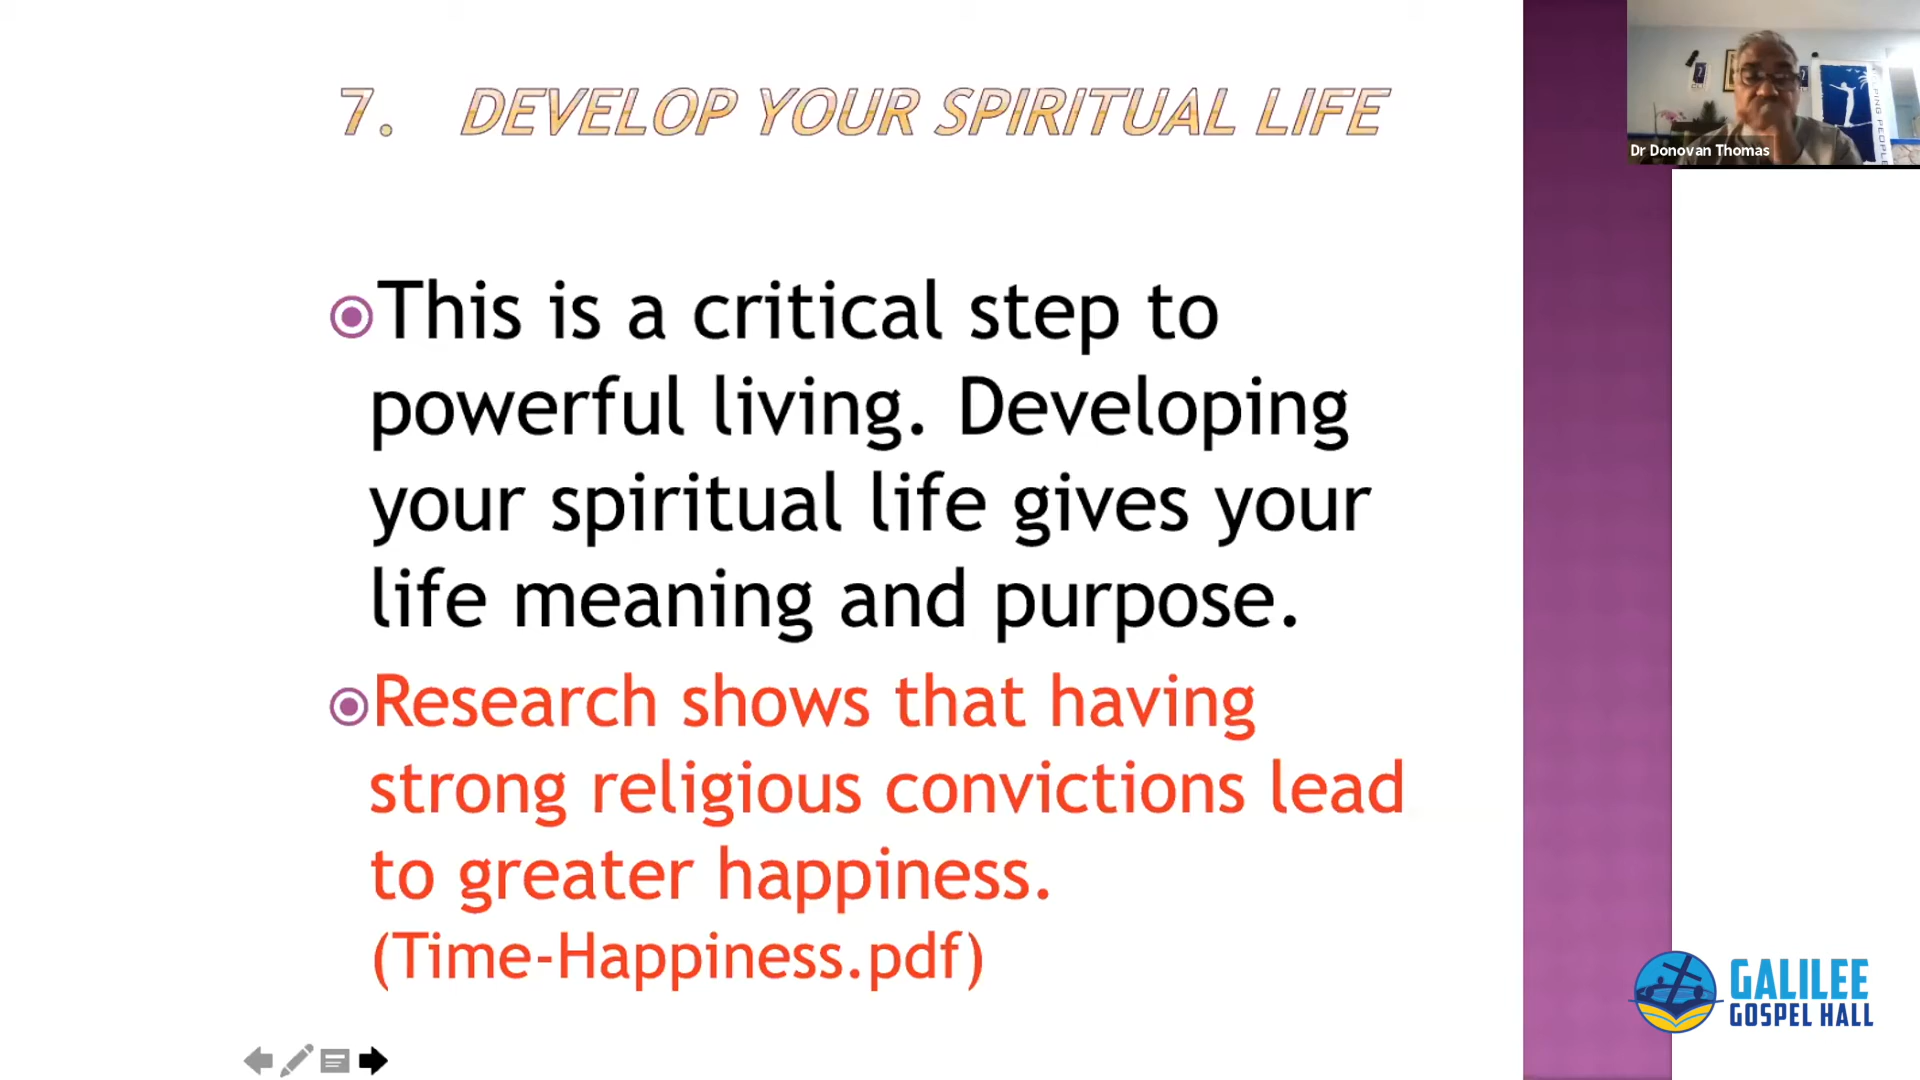 7. DEVELOP YOUR SPIRITUAL LIFE
This is a critical step to
powerful living. Developing
your spiritual life gives your
life meaning and purpose.
Research shows that having
strong religious convictions lead
to greater happiness.
(Time-Happiness.pdf)
PING PEOPLE
Dr Donovan Thomas
GALILEE
GOSPEL HALL